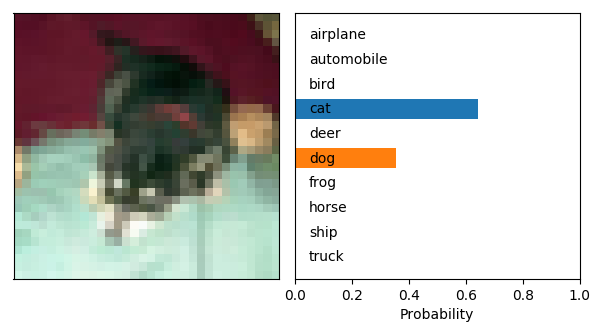 airplane
automobile
bird
cat
deer
dog
frog
horse
ship
truck
0.0 0.2 0.4 0.6 0.8 1.0
Probability